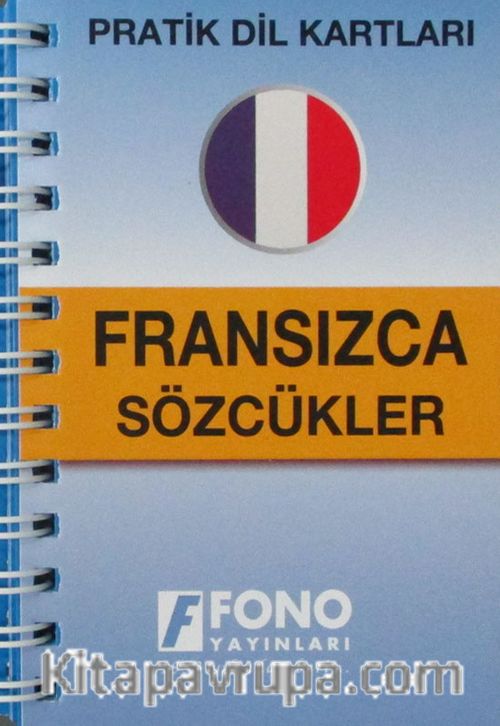 PRATİK DİL KARTLARI
FRANSIZCA
SÖZCÜKLER
F FONO
YAYINLARI
Kitapavrupa.com